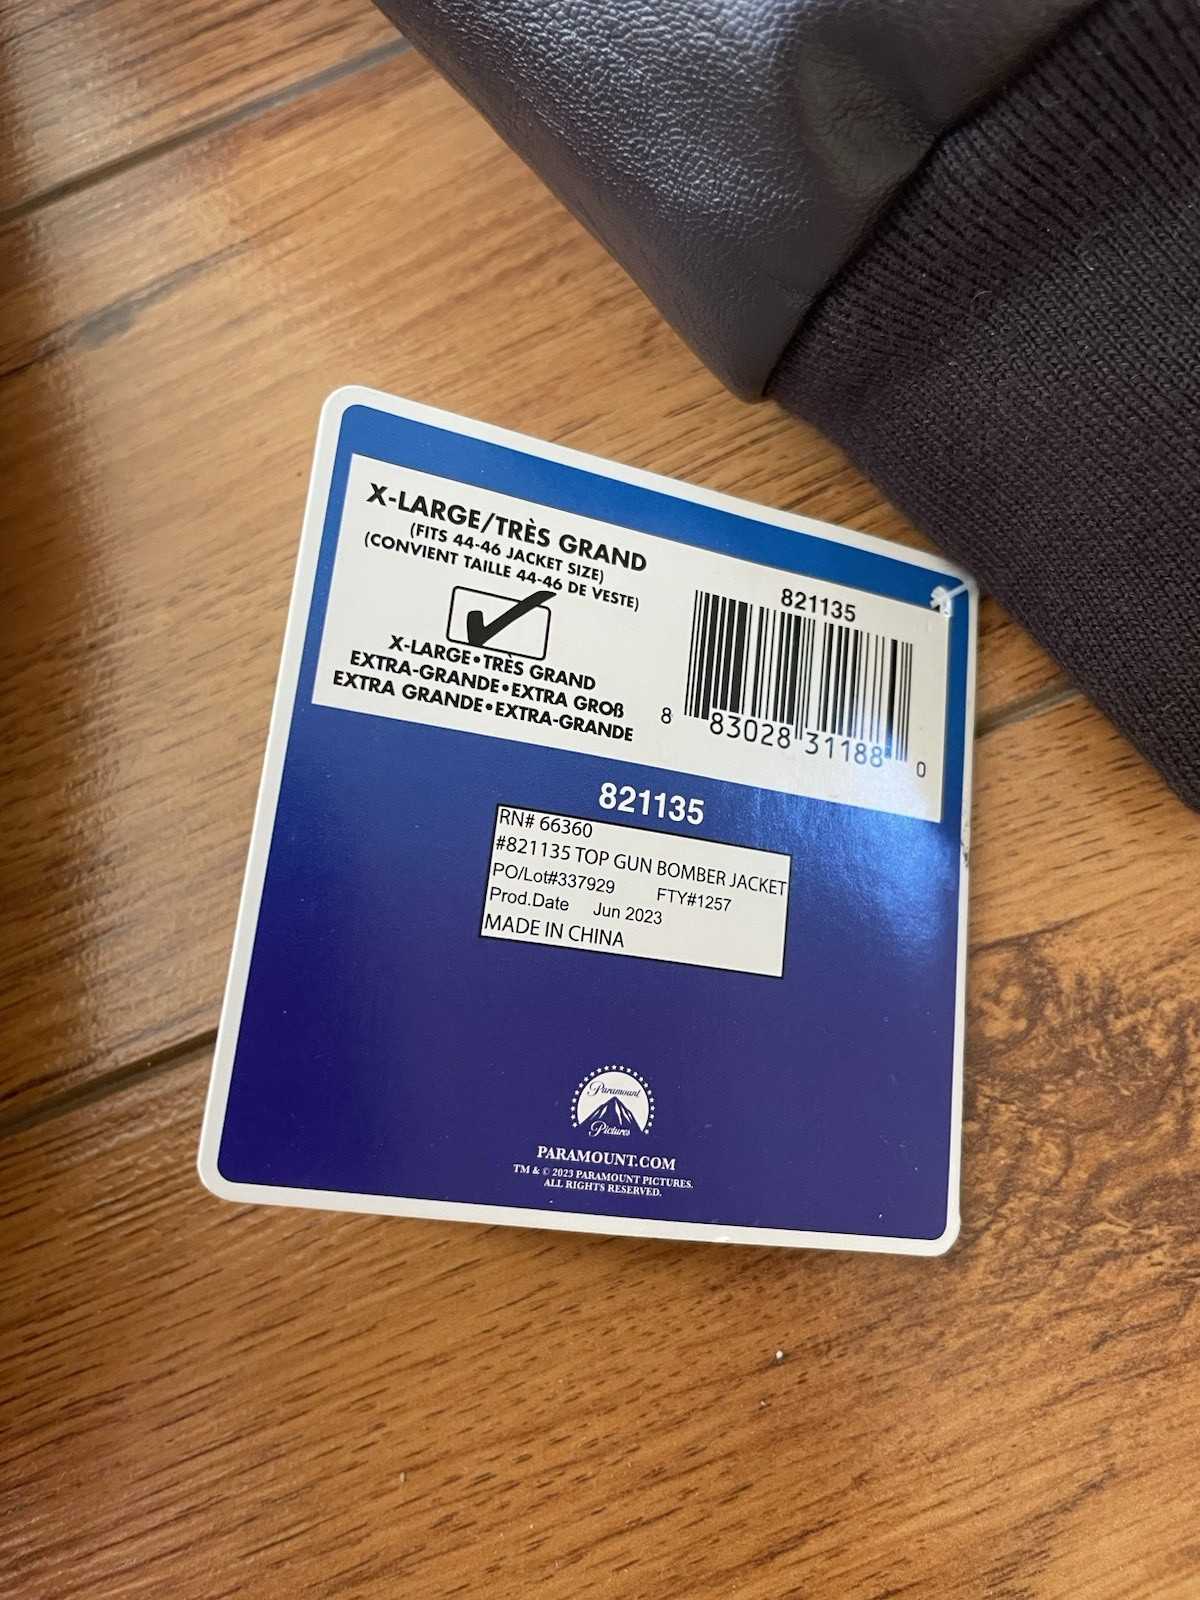 X-LARGE/TRÈS GRAND
(FITS 44-46 JACKET SIZE)
(CONVIENT TAILLE 44-46 DE VESTE)
X-LARGE•TRÈS GRAND
EXTRA-GRANDE•EXTRA GROß
EXTRA GRANDE•EXTRA-GRANDE
821135
8 83028 31188 0
821135
RN# 66360
#821135 TOP GUN BOMBER JACKET
PO/Lot#337929 FTY#1257
Prod.Date Jun 2023
MADE IN CHINA
Paramount
Pictures
PARAMOUNT.COM
TM & © 2023 PARAMOUNT PICTURES.
ALL RIGHTS RESERVED.